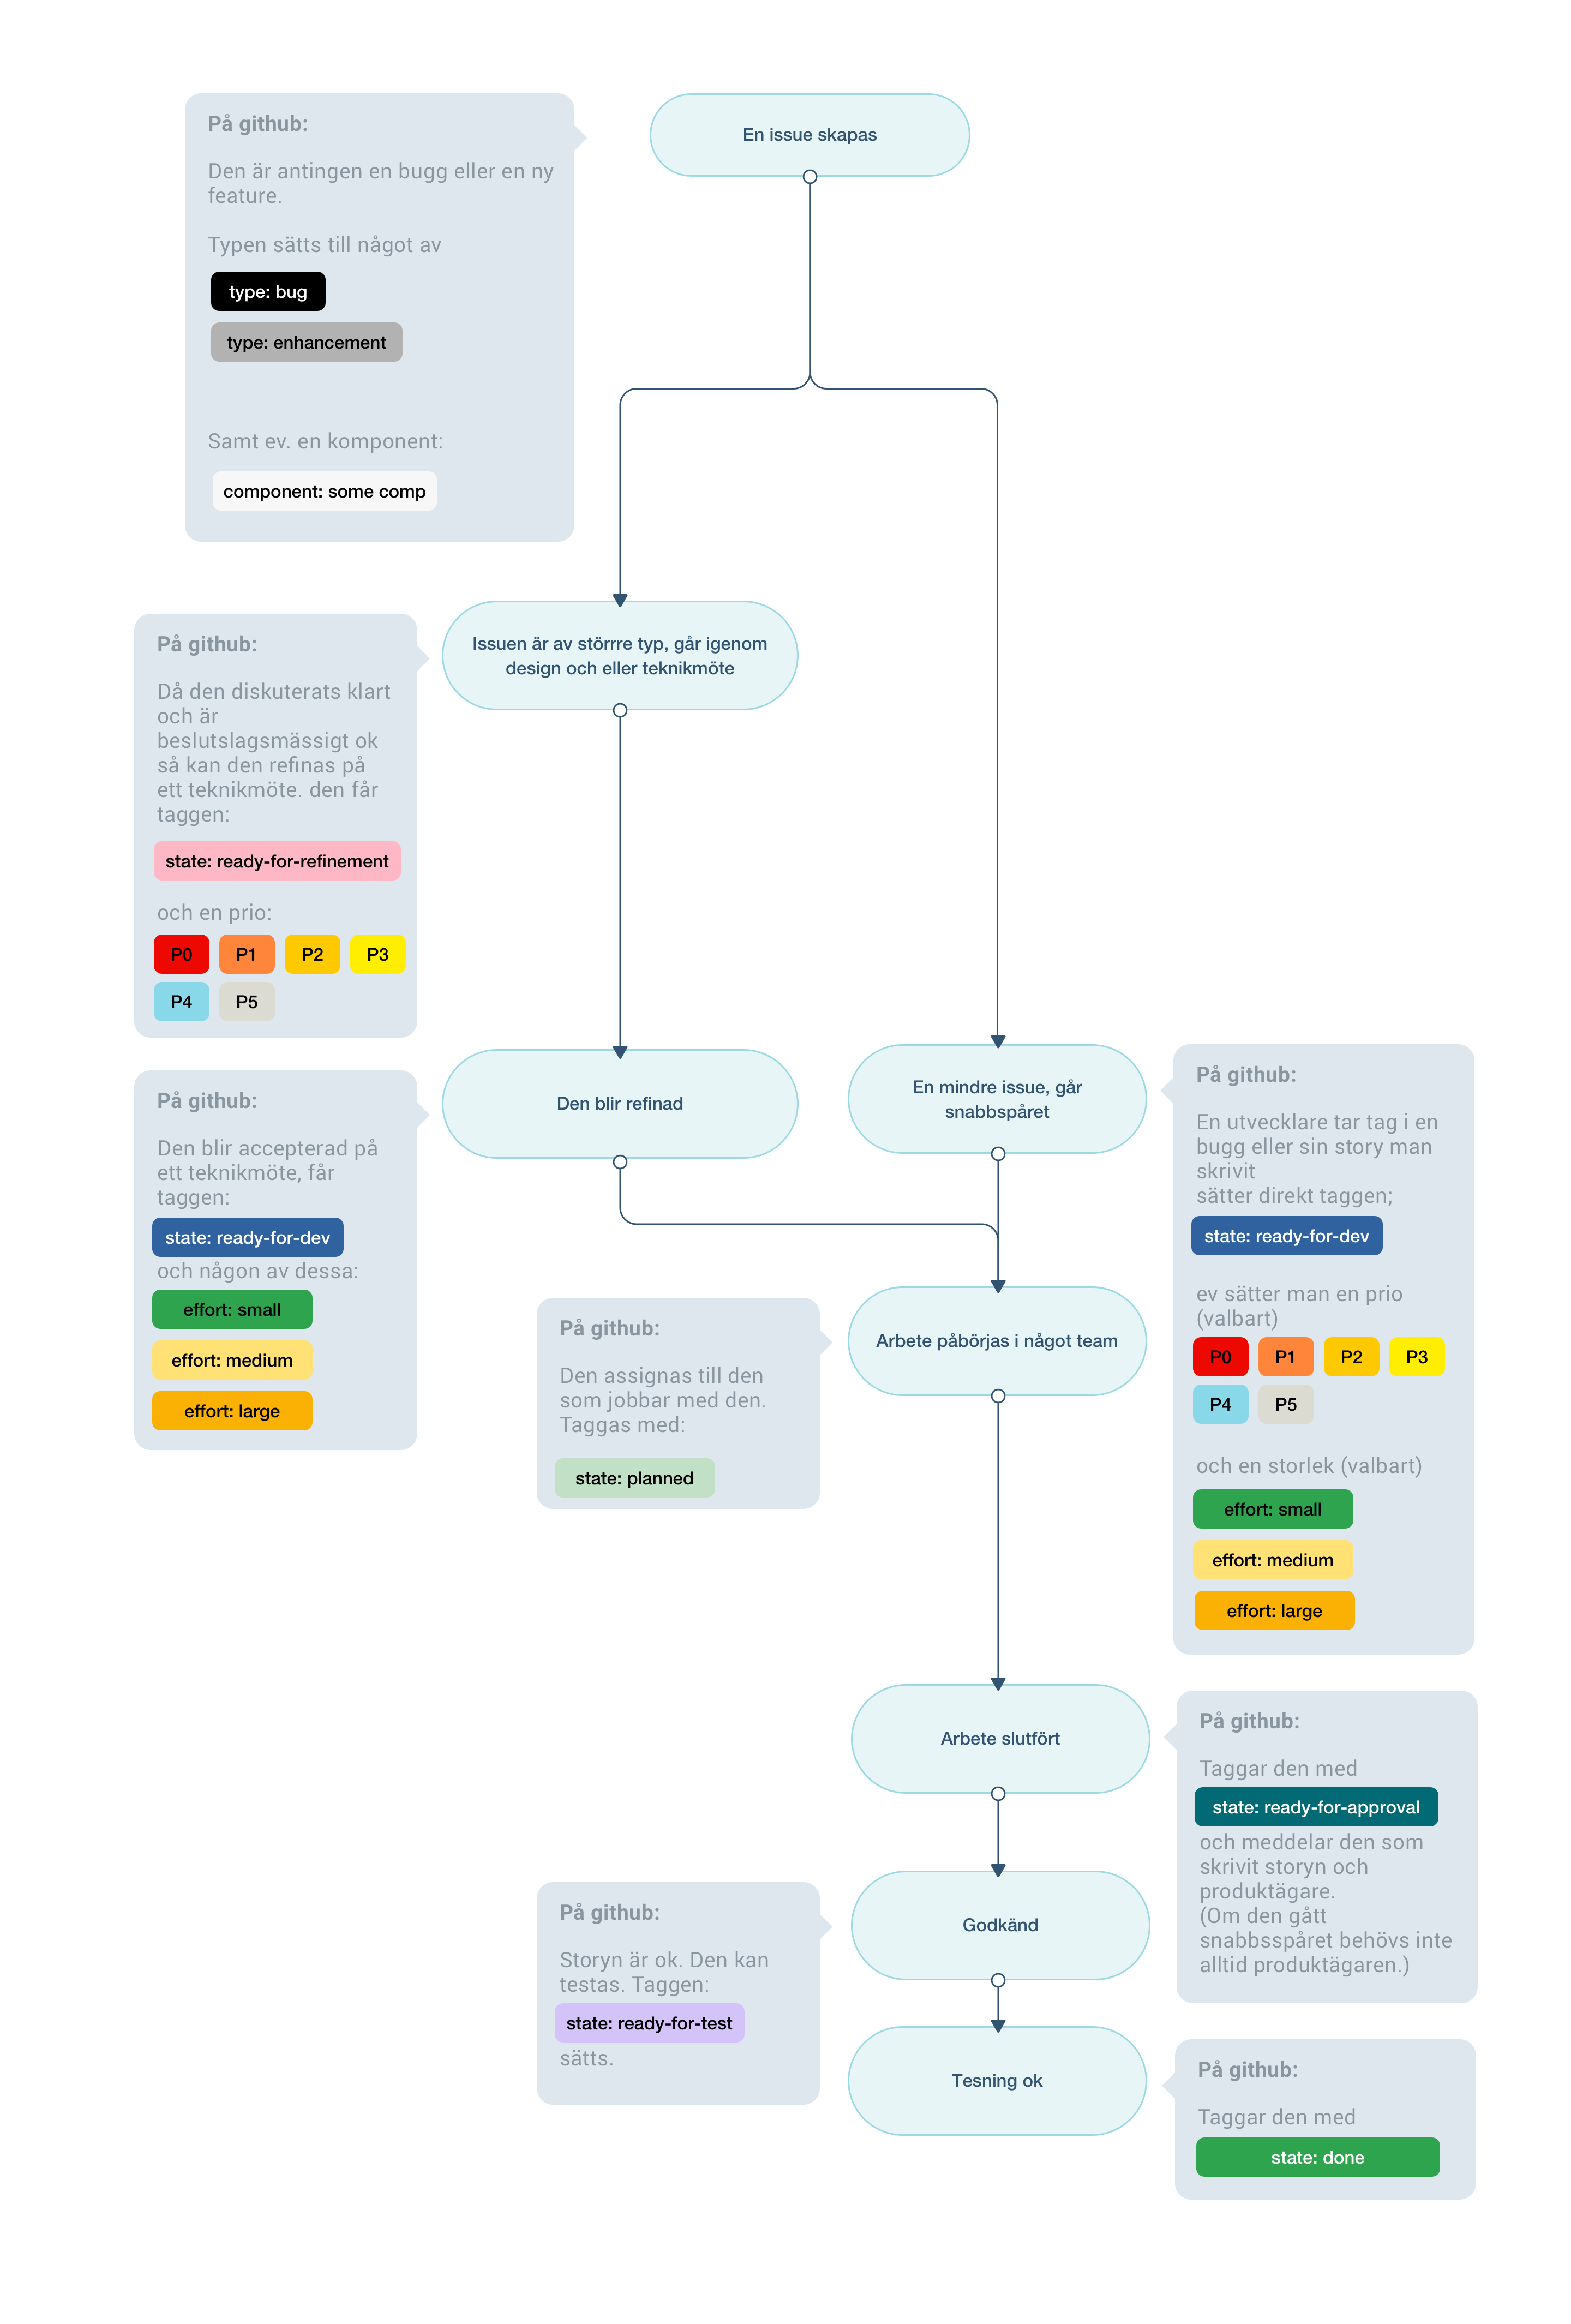 En issue skapas
På github:
Den är antingen en bugg eller en ny
feature.
Typen sätts till något av
type: bug
type: enhancement
Samt ev. en komponent:
component: some comp
Issuen är av störrre typ, går igenom
design och eller teknikmöte
På github:
Då den diskuterats klart
och är
beslutslagsmässigt ok
så kan den refinas på
ett teknikmöte. den får
taggen:
state: ready-for-refinement
och en prio:
P0 P1 P2 P3
P4 P5
Den blir refinad
På github:
Den blir accepterad på
ett teknikmöte, får
taggen:
state: ready-for-dev
och någon av dessa:
effort: small
effort: medium
effort: large
En mindre issue, går
snabbspåret
På github:
En utvecklare tar tag i en
bugg eller sin story man
skrivit
sätter direkt taggen;
state: ready-for-dev
ev sätter man en prio
(valbart)
P0 P1 P2 P3
P4 P5
och en storlek (valbart)
effort: small
effort: medium
effort: large
Arbete påbörjas i något team
På github:
Den assignas till den
som jobbar med den.
Taggas med:
state: planned
Arbete slutfört
På github:
Taggar den med
state: ready-for-approval
och meddelar den som
skrivit storyn och
produktägare.
(Om den gått
snabbsspåret behövs inte
alltid produktägaren.)
Godkänd
På github:
Storyn är ok. Den kan
testas. Taggen:
state: ready-for-test
sätts.
Tesning ok
På github:
Taggar den med
state: done